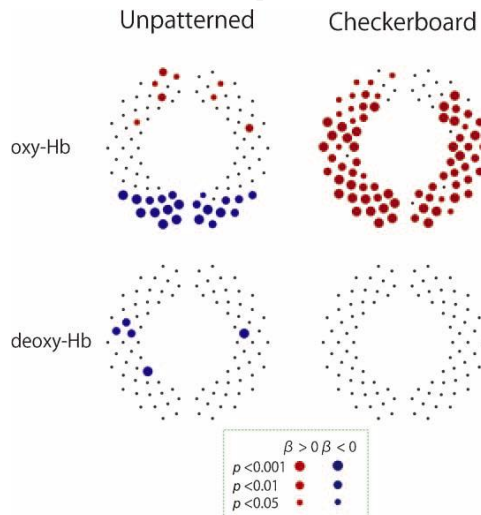 Unpatterned Checkerboard
oxy-Hb
deoxy-Hb
β > 0 β < 0
p <0.001
p <0.01
p <0.05